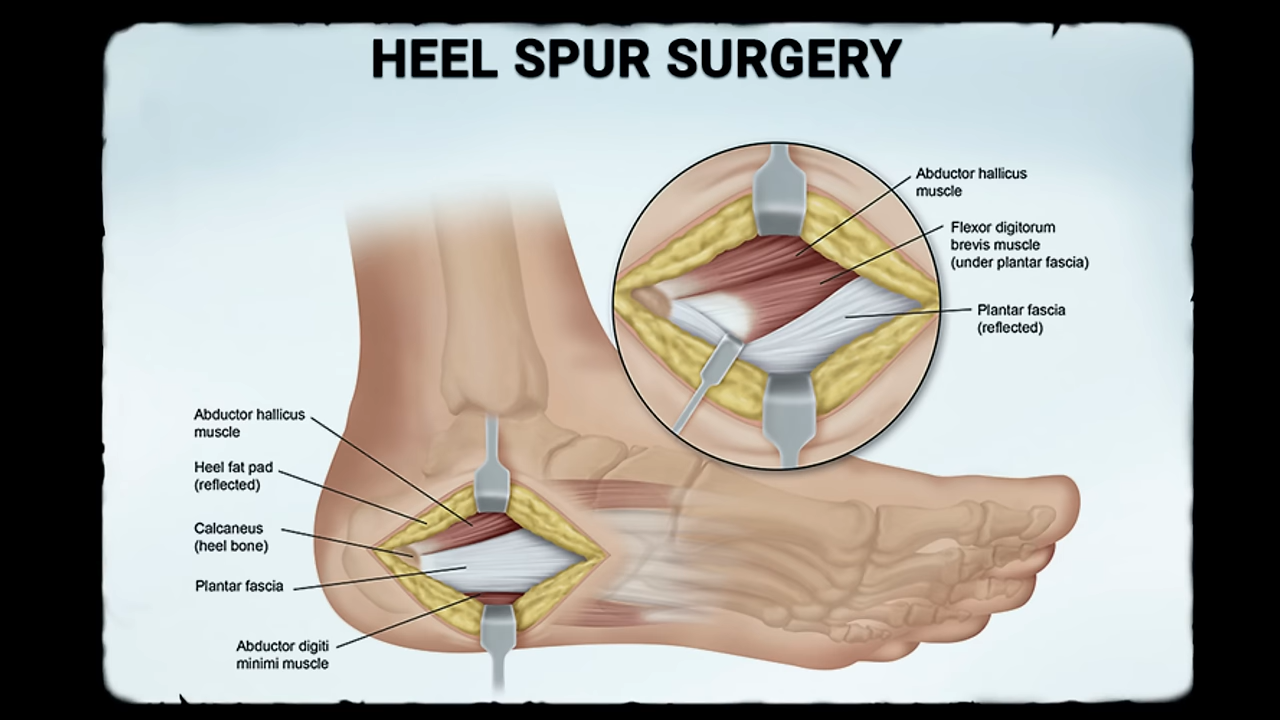 HEEL SPUR SURGERY
Abductor hallicus
muscle
Flexor digitorum
brevis muscle
(under plantar fascia)
Plantar fascia
(reflected)
Abductor hallicus
muscle
Heel fat pad
(reflected)
Calcaneus
(heel bone)
Plantar fascia
Abductor digiti
minimi muscle